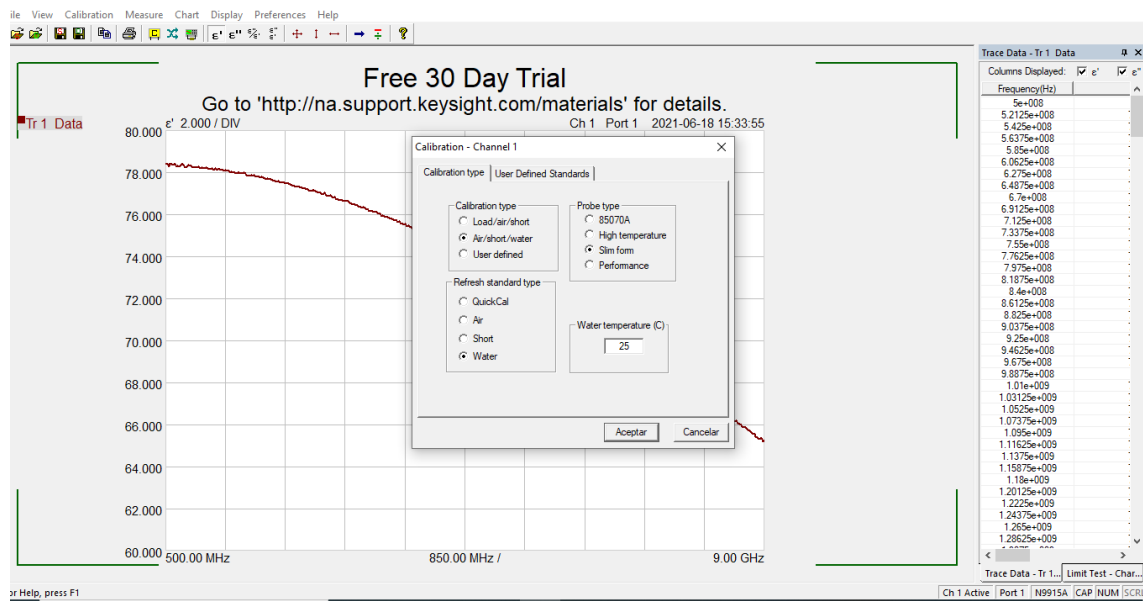 ile View Calibration Measure Chart Display Preferences Help
ε' ε"
Free 30 Day Trial
Go to 'http://na.support.keysight.com/materials' for details.
Tr 1 Data
ε' 2.000 / DIV
Ch 1 Port 1 2021-06-18 15:33:55
80.000
78.000
76.000
74.000
72.000
70.000
68.000
66.000
64.000
62.000
60.000
500.00 MHz
850.00 MHz /
9.00 GHz
Calibration - Channel 1
Calibration type User Defined Standards
Calibration type
Load/air/short
Air/short/water
User defined
Probe type
85070A
High temperature
Slim form
Performance
Refresh standard type
QuickCal
Air
Short
Water
Water temperature (C)
25
Aceptar Cancelar
Trace Data - Tr 1 Data
Columns Displayed: ε' ε"
Frequency(Hz)
5e+008
5.2125e+008
5.425e+008
5.6375e+008
5.85e+008
6.0625e+008
6.275e+008
6.4875e+008
6.7e+008
6.9125e+008
7.125e+008
7.3375e+008
7.55e+008
7.7625e+008
7.975e+008
8.1875e+008
8.4e+008
8.6125e+008
8.825e+008
9.0375e+008
9.25e+008
9.4625e+008
9.675e+008
9.8875e+008
1.01e+009
1.03125e+009
1.0525e+009
1.07375e+009
1.095e+009
1.11625e+009
1.1375e+009
1.15875e+009
1.18e+009
1.20125e+009
1.2225e+009
1.24375e+009
1.265e+009
1.28625e+009
Trace Data - Tr 1... Limit Test - Char...
or Help, press F1
Ch 1 Active Port 1 N9915A CAP NUM SCR